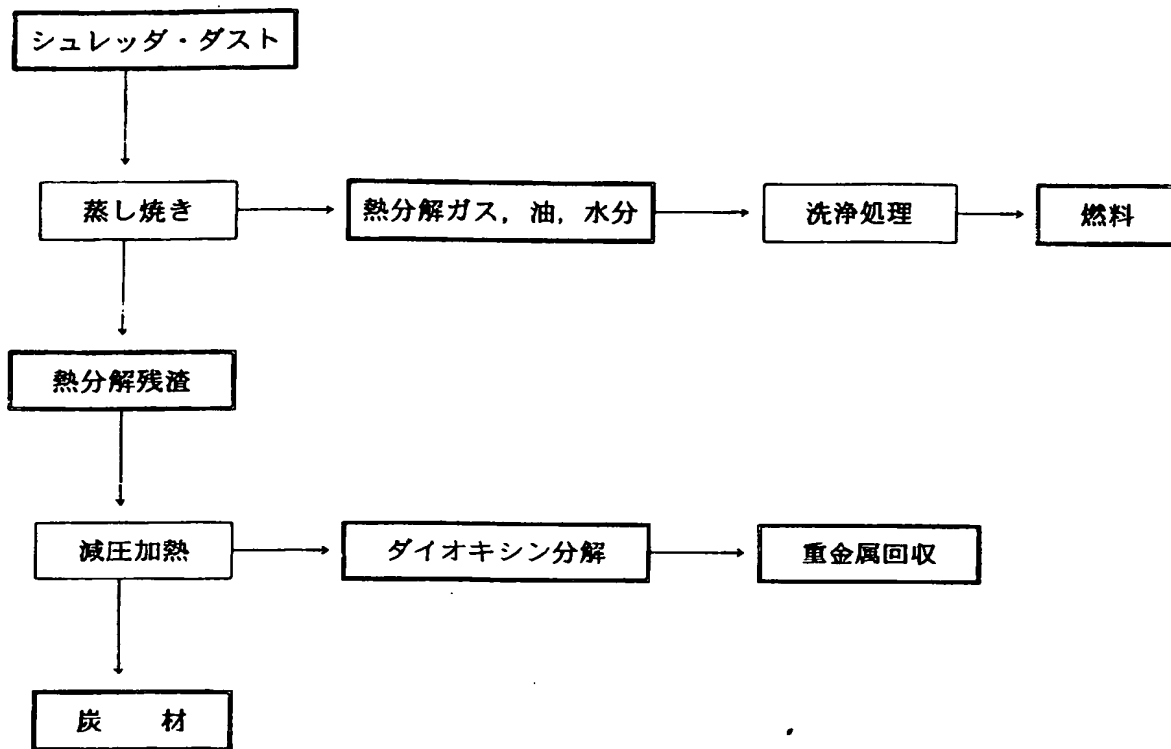 シュレッダ・ダスト
蒸し焼き
熱分解ガス，油，水分
洗浄処理
燃料
熱分解残渣
減圧加熱
ダイオキシン分解
重金属回収
炭　材